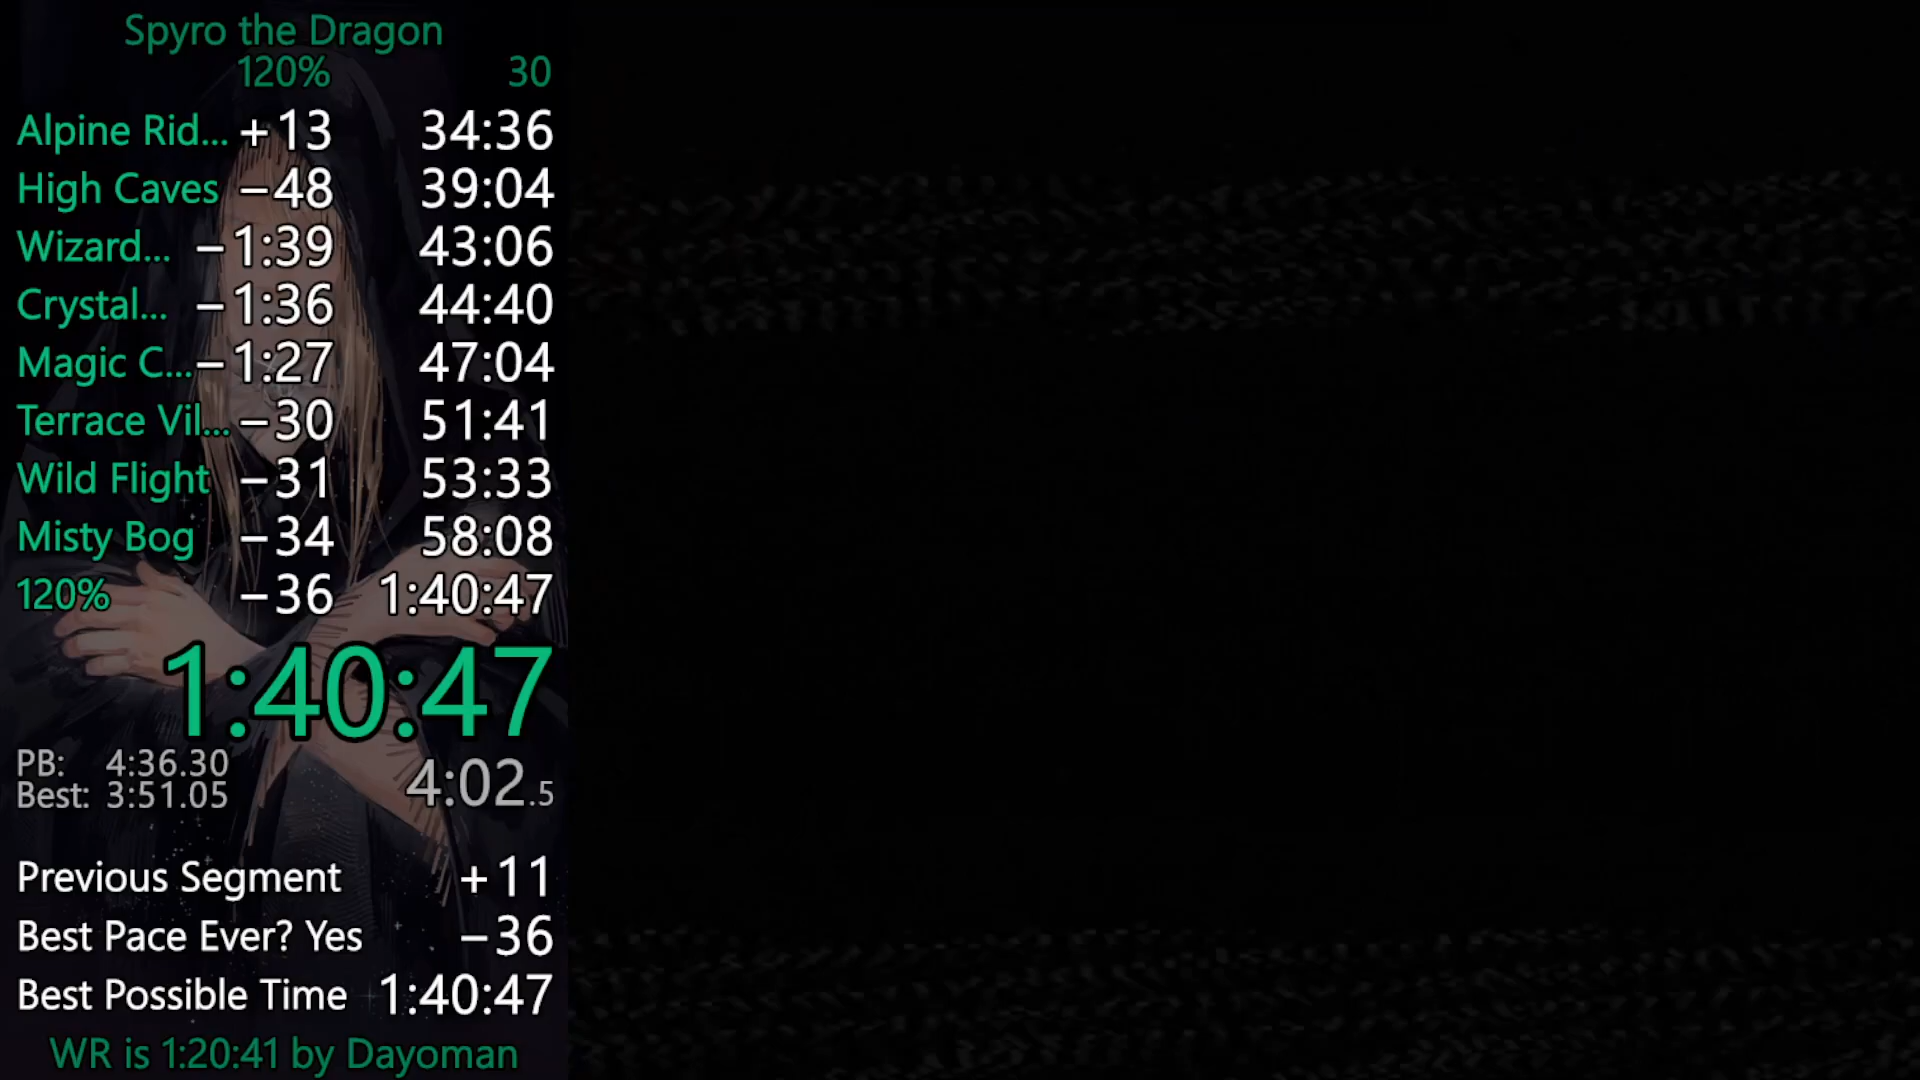 Spyro the Dragon
120% 30
Alpine Rid... +13 34:36
High Caves −48 39:04
Wizard... −1:39 43:06
Crystal... −1:36 44:40
Magic C... −1:27 47:04
Terrace Vil... −30 51:41
Wild Flight −31 53:33
Misty Bog −34 58:08
120% −36 1:40:47
1:40:47
PB: 4:36.30
Best: 3:51.05
4:02.5
Previous Segment +11
Best Pace Ever? Yes −36
Best Possible Time 1:40:47
WR is 1:20:41 by Dayoman